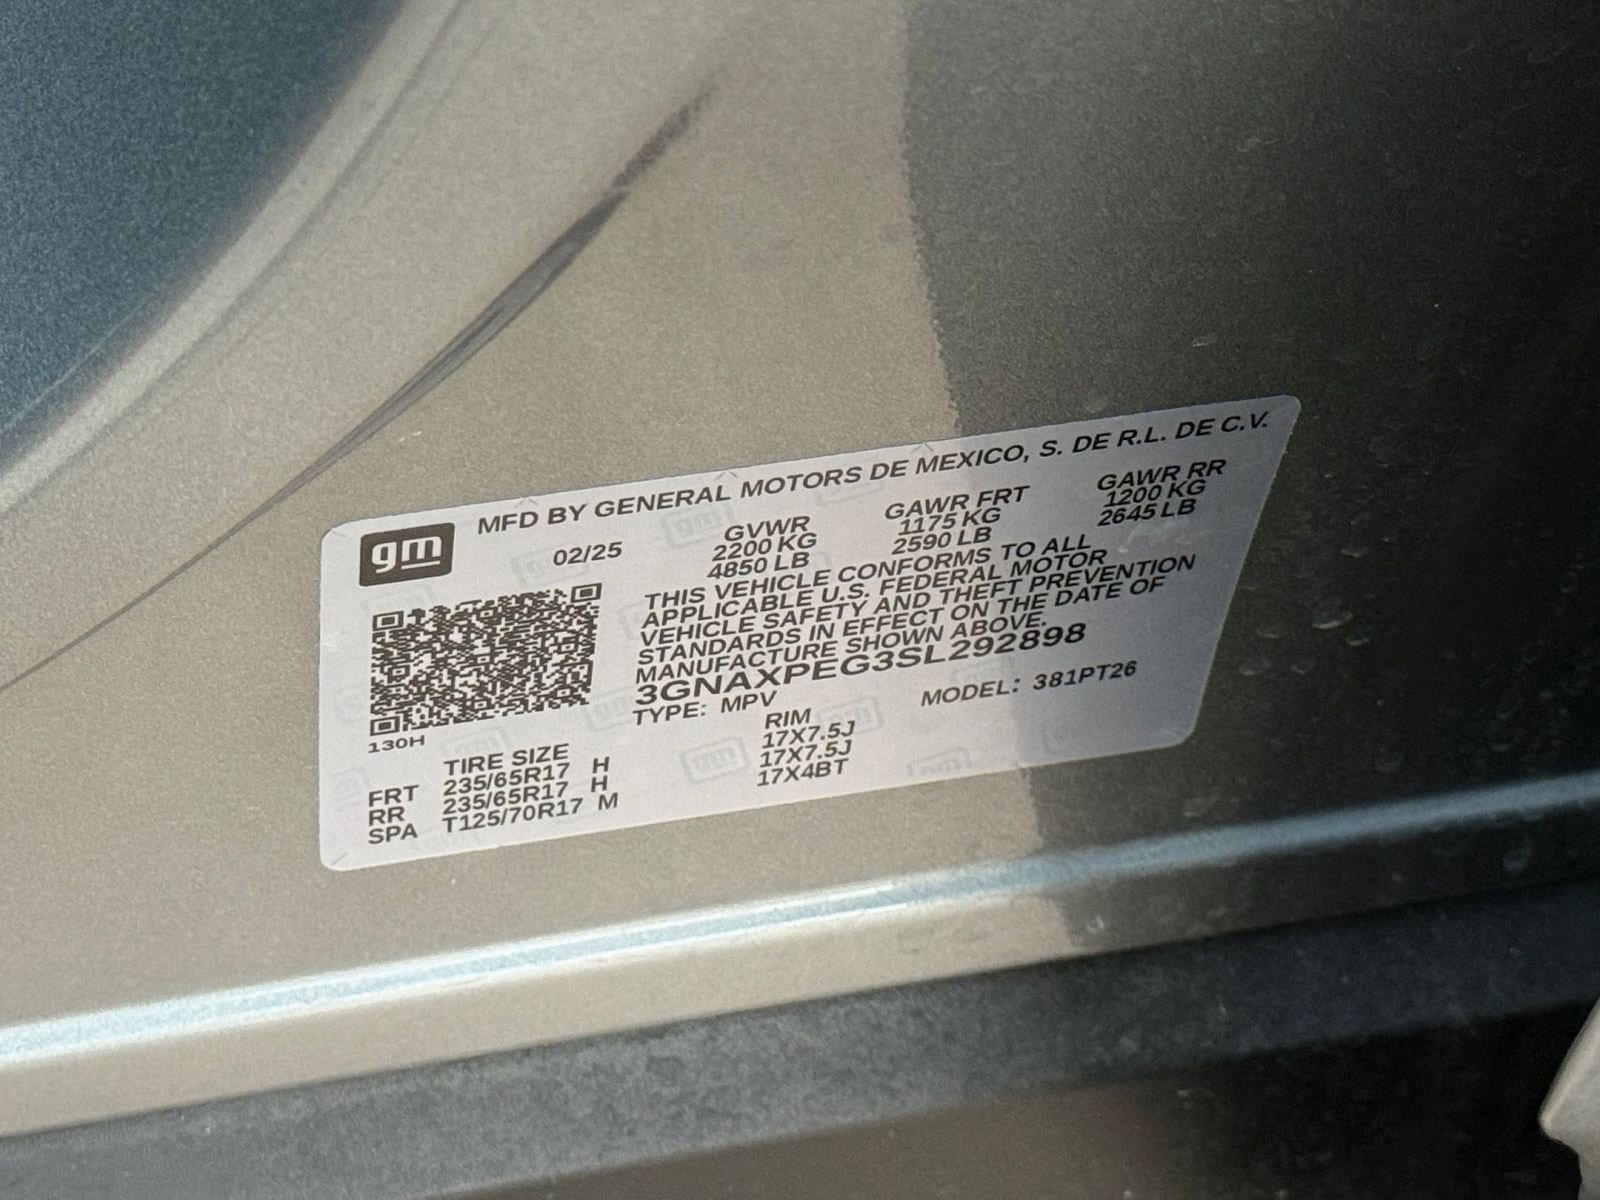 gm
MFD BY GENERAL MOTORS DE MEXICO, S. DE R.L. DE C.V.
02/25
GVWR
2200 KG
4850 LB
GAWR FRT
1175 KG
2590 LB
GAWR RR
1200 KG
2645 LB
THIS VEHICLE CONFORMS TO ALL
APPLICABLE U.S. FEDERAL MOTOR
VEHICLE SAFETY AND THEFT PREVENTION
STANDARDS IN EFFECT ON THE DATE OF
MANUFACTURE SHOWN ABOVE.
3GNAXPEG3SL292898
TYPE: MPV
MODEL: 381PT26
130H
TIRE SIZE RIM
FRT 235/65R17 H 17X7.5J
RR 235/65R17 H 17X7.5J
SPA T125/70R17 M 17X4BT